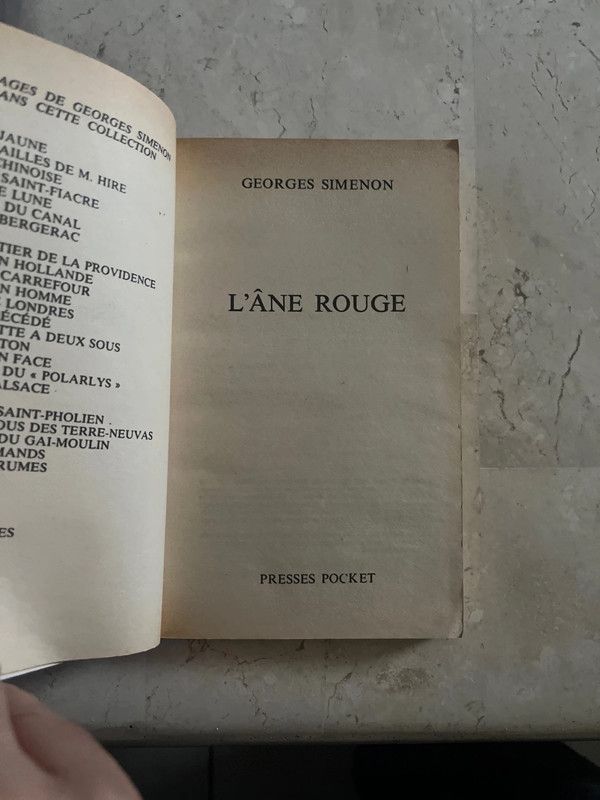 AGES DE GEORGES SIMENON
ANS CETTE COLLECTION
JAUNE
AILLES DE M. HIRE
CHINOISE
SAINT-FIACRE
E LUNE
DU CANAL
BERGERAC
TIER DE LA PROVIDENCE
N HOLLANDE
CARREFOUR
N HOMME
E LONDRES
ÉCÉDÉ
TTE A DEUX SOUS
TON
N FACE
DU « POLARLYS »
ALSACE
SAINT-PHOLIEN
OUS DES TERRE-NEUVAS
DU GAI-MOULIN
MANDS
RUMES
ES
GEORGES SIMENON
L'ÂNE ROUGE
PRESSES POCKET